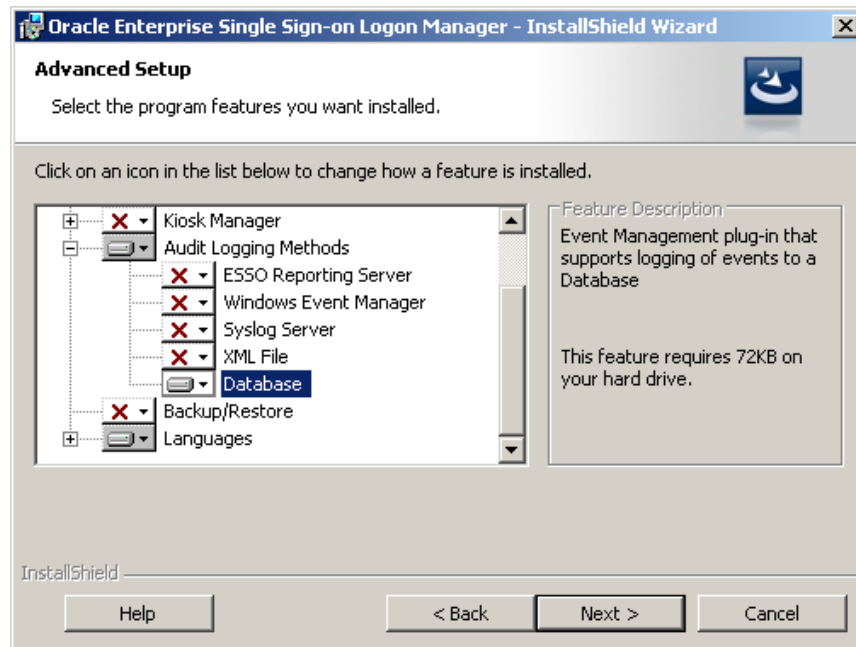 Oracle Enterprise Single Sign-on Logon Manager - InstallShield Wizard
Advanced Setup
Select the program features you want installed.
Click on an icon in the list below to change how a feature is installed.
Kiosk Manager
Audit Logging Methods
ESSO Reporting Server
Windows Event Manager
Syslog Server
XML File
Database
Backup/Restore
Languages
Feature Description
Event Management plug-in that
supports logging of events to a
Database
This feature requires 72KB on
your hard drive.
InstallShield
Help
< Back
Next >
Cancel